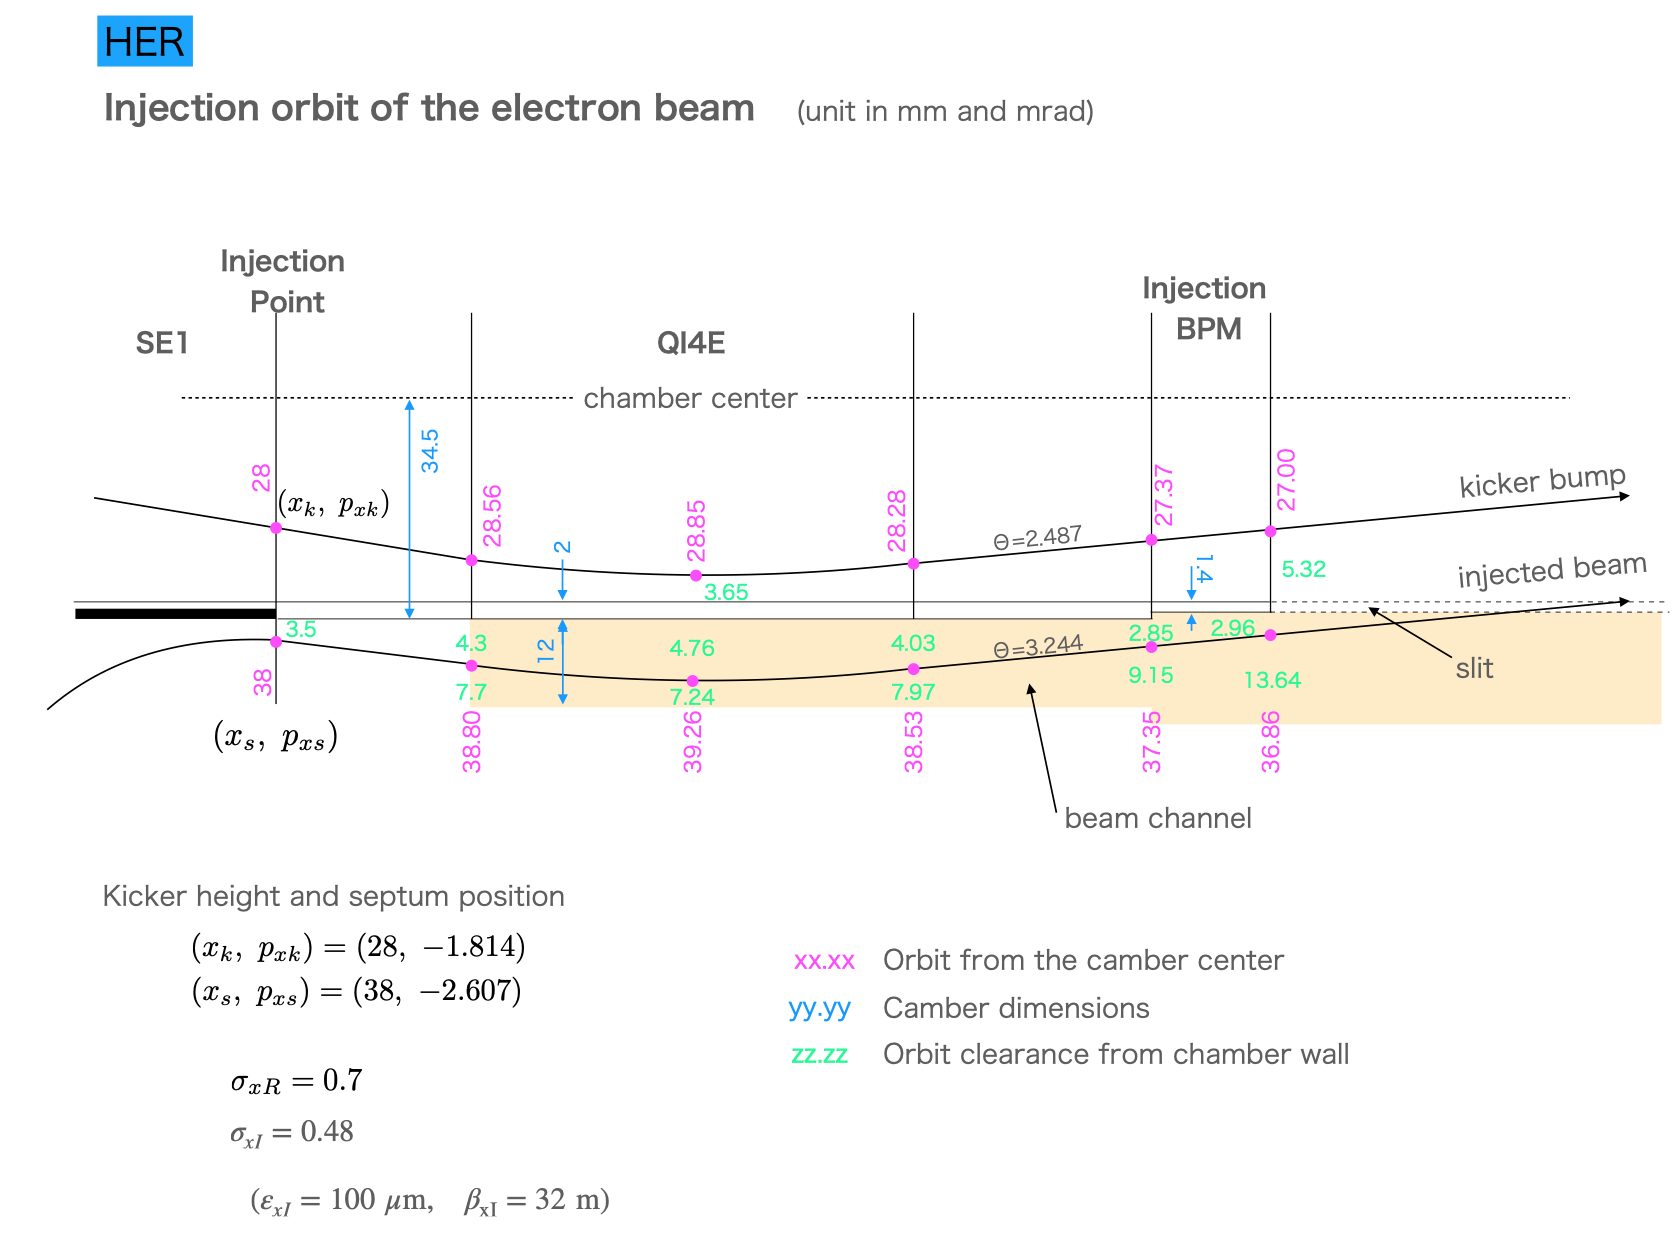 HER
Injection orbit of the electron beam (unit in mm and mrad)
Injection
Point
Injection
BPM
SE1
QI4E
chamber center
34.5
28
(x_k, p_xk)
28.56
28.85
28.28
27.37
27.00
kicker bump
Θ=2.487
2
1.4
3.65
5.32
injected beam
3.5
4.3
12
4.76
4.03
Θ=3.244
2.85
2.96
38
7.7
7.24
7.97
9.15
13.64
slit
(x_s, p_xs)
38.80
39.26
38.53
37.35
36.86
beam channel
Kicker height and septum position
(x_k, p_xk) = (28, −1.814)
(x_s, p_xs) = (38, −2.607)
xx.xx Orbit from the camber center
yy.yy Camber dimensions
zz.zz Orbit clearance from chamber wall
σ_xR = 0.7
σ_xI = 0.48
(ε_xI = 100 μm, β_xI = 32 m)